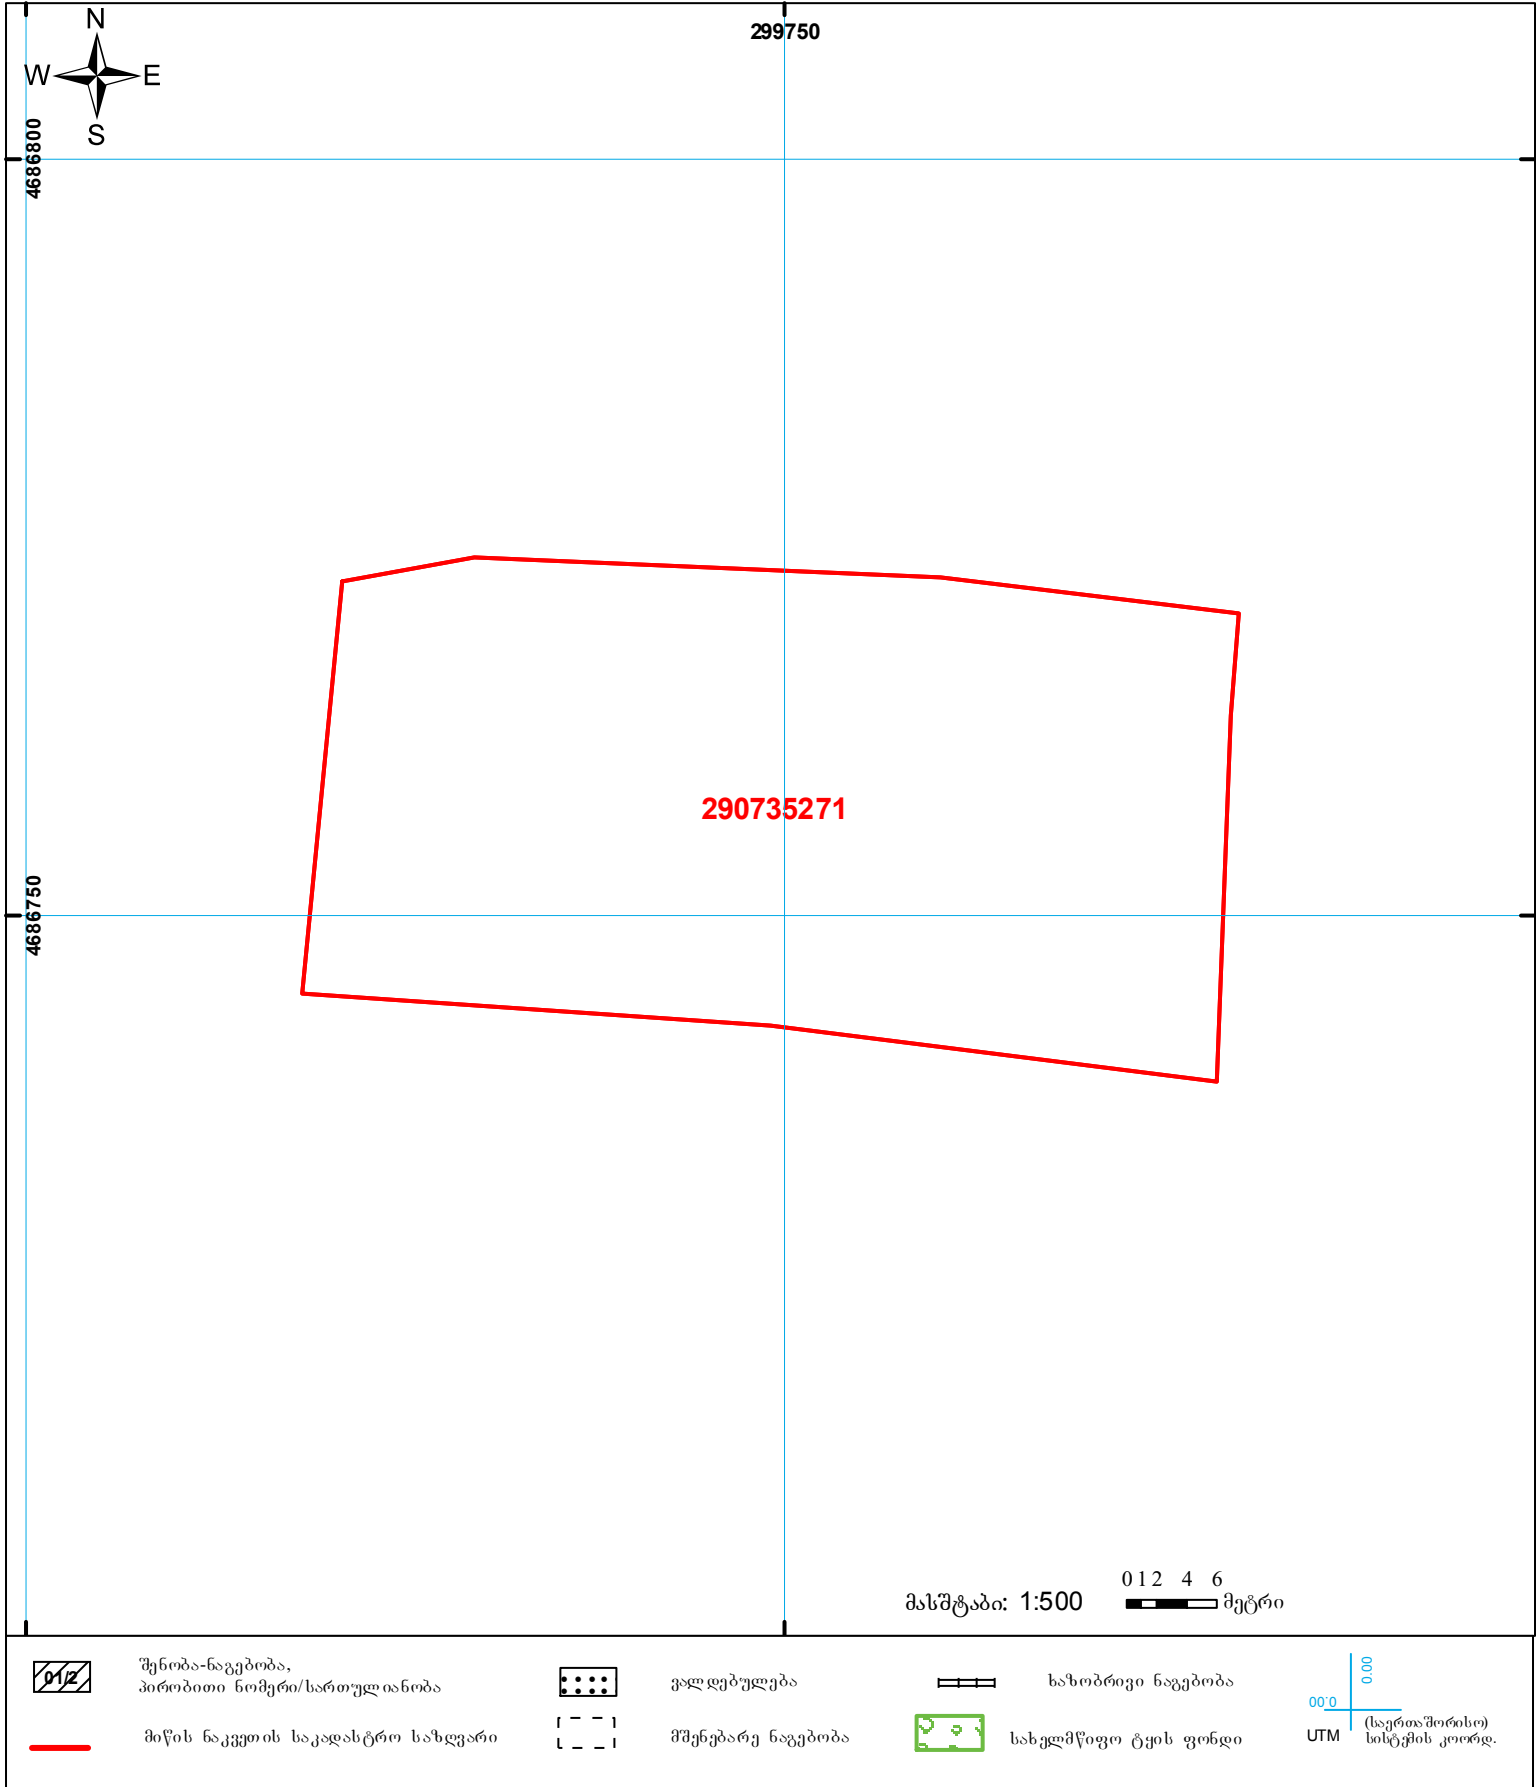 N
299750
W E
S
4686800
290735271
4686750
0 1 2 4 6
მასშტაბი: 1:500 მეტრი
01/2
შენობა-ნაგებობა,
პირობითი ნომერი/სართულიანობა
ვალდებულება
ხაზობრივი ნაგებობა
0.00
00.0
მიწის ნაკვეთის საკადასტრო საზღვარი
მშენებარე ნაგებობა
სახელმწიფო ტყის ფონდი
UTM (საერთაშორისო)
სისტემის კოორდ.